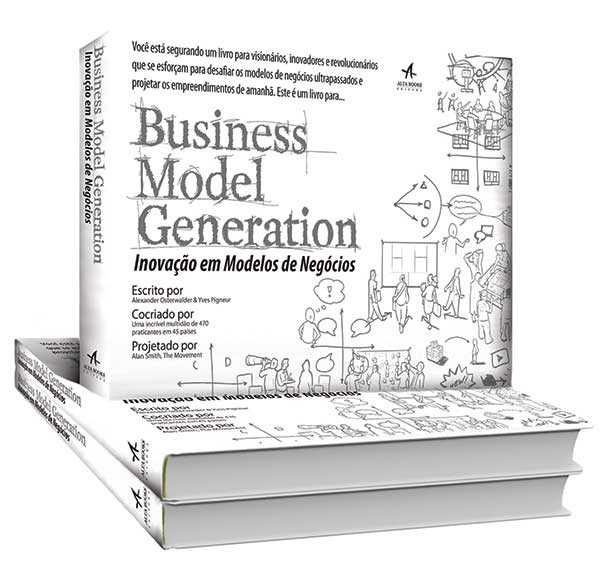 Você está segurando um livro para visionários, inovadores e revolucionários
que se esforçam para desafiar os modelos de negócios ultrapassados e
projetar os empreendimentos de amanhã. Este é um livro para...
ALTA BOOKS
EDITORA
Business
Model
Generation
Inovação em Modelos de Negócios
Escrito por
Alexander Osterwalder & Yves Pigneur
Cocriado por
Uma incrível multidão de 470
praticantes em 45 países
Projetado por
Alan Smith, The Movement
Business Model Generation
Inovação em Modelos de Negócios
ALTA BOOKS
EDITORA
Inovação em Modelos de Negócios
Escrito por
Cocriado por
Projetado por
Business Model Generation
Inovação em Modelos de Negócios
ALTA BOOKS
Business Model Generation
Inovação em Modelos de Negócios
ALTA BOOKS